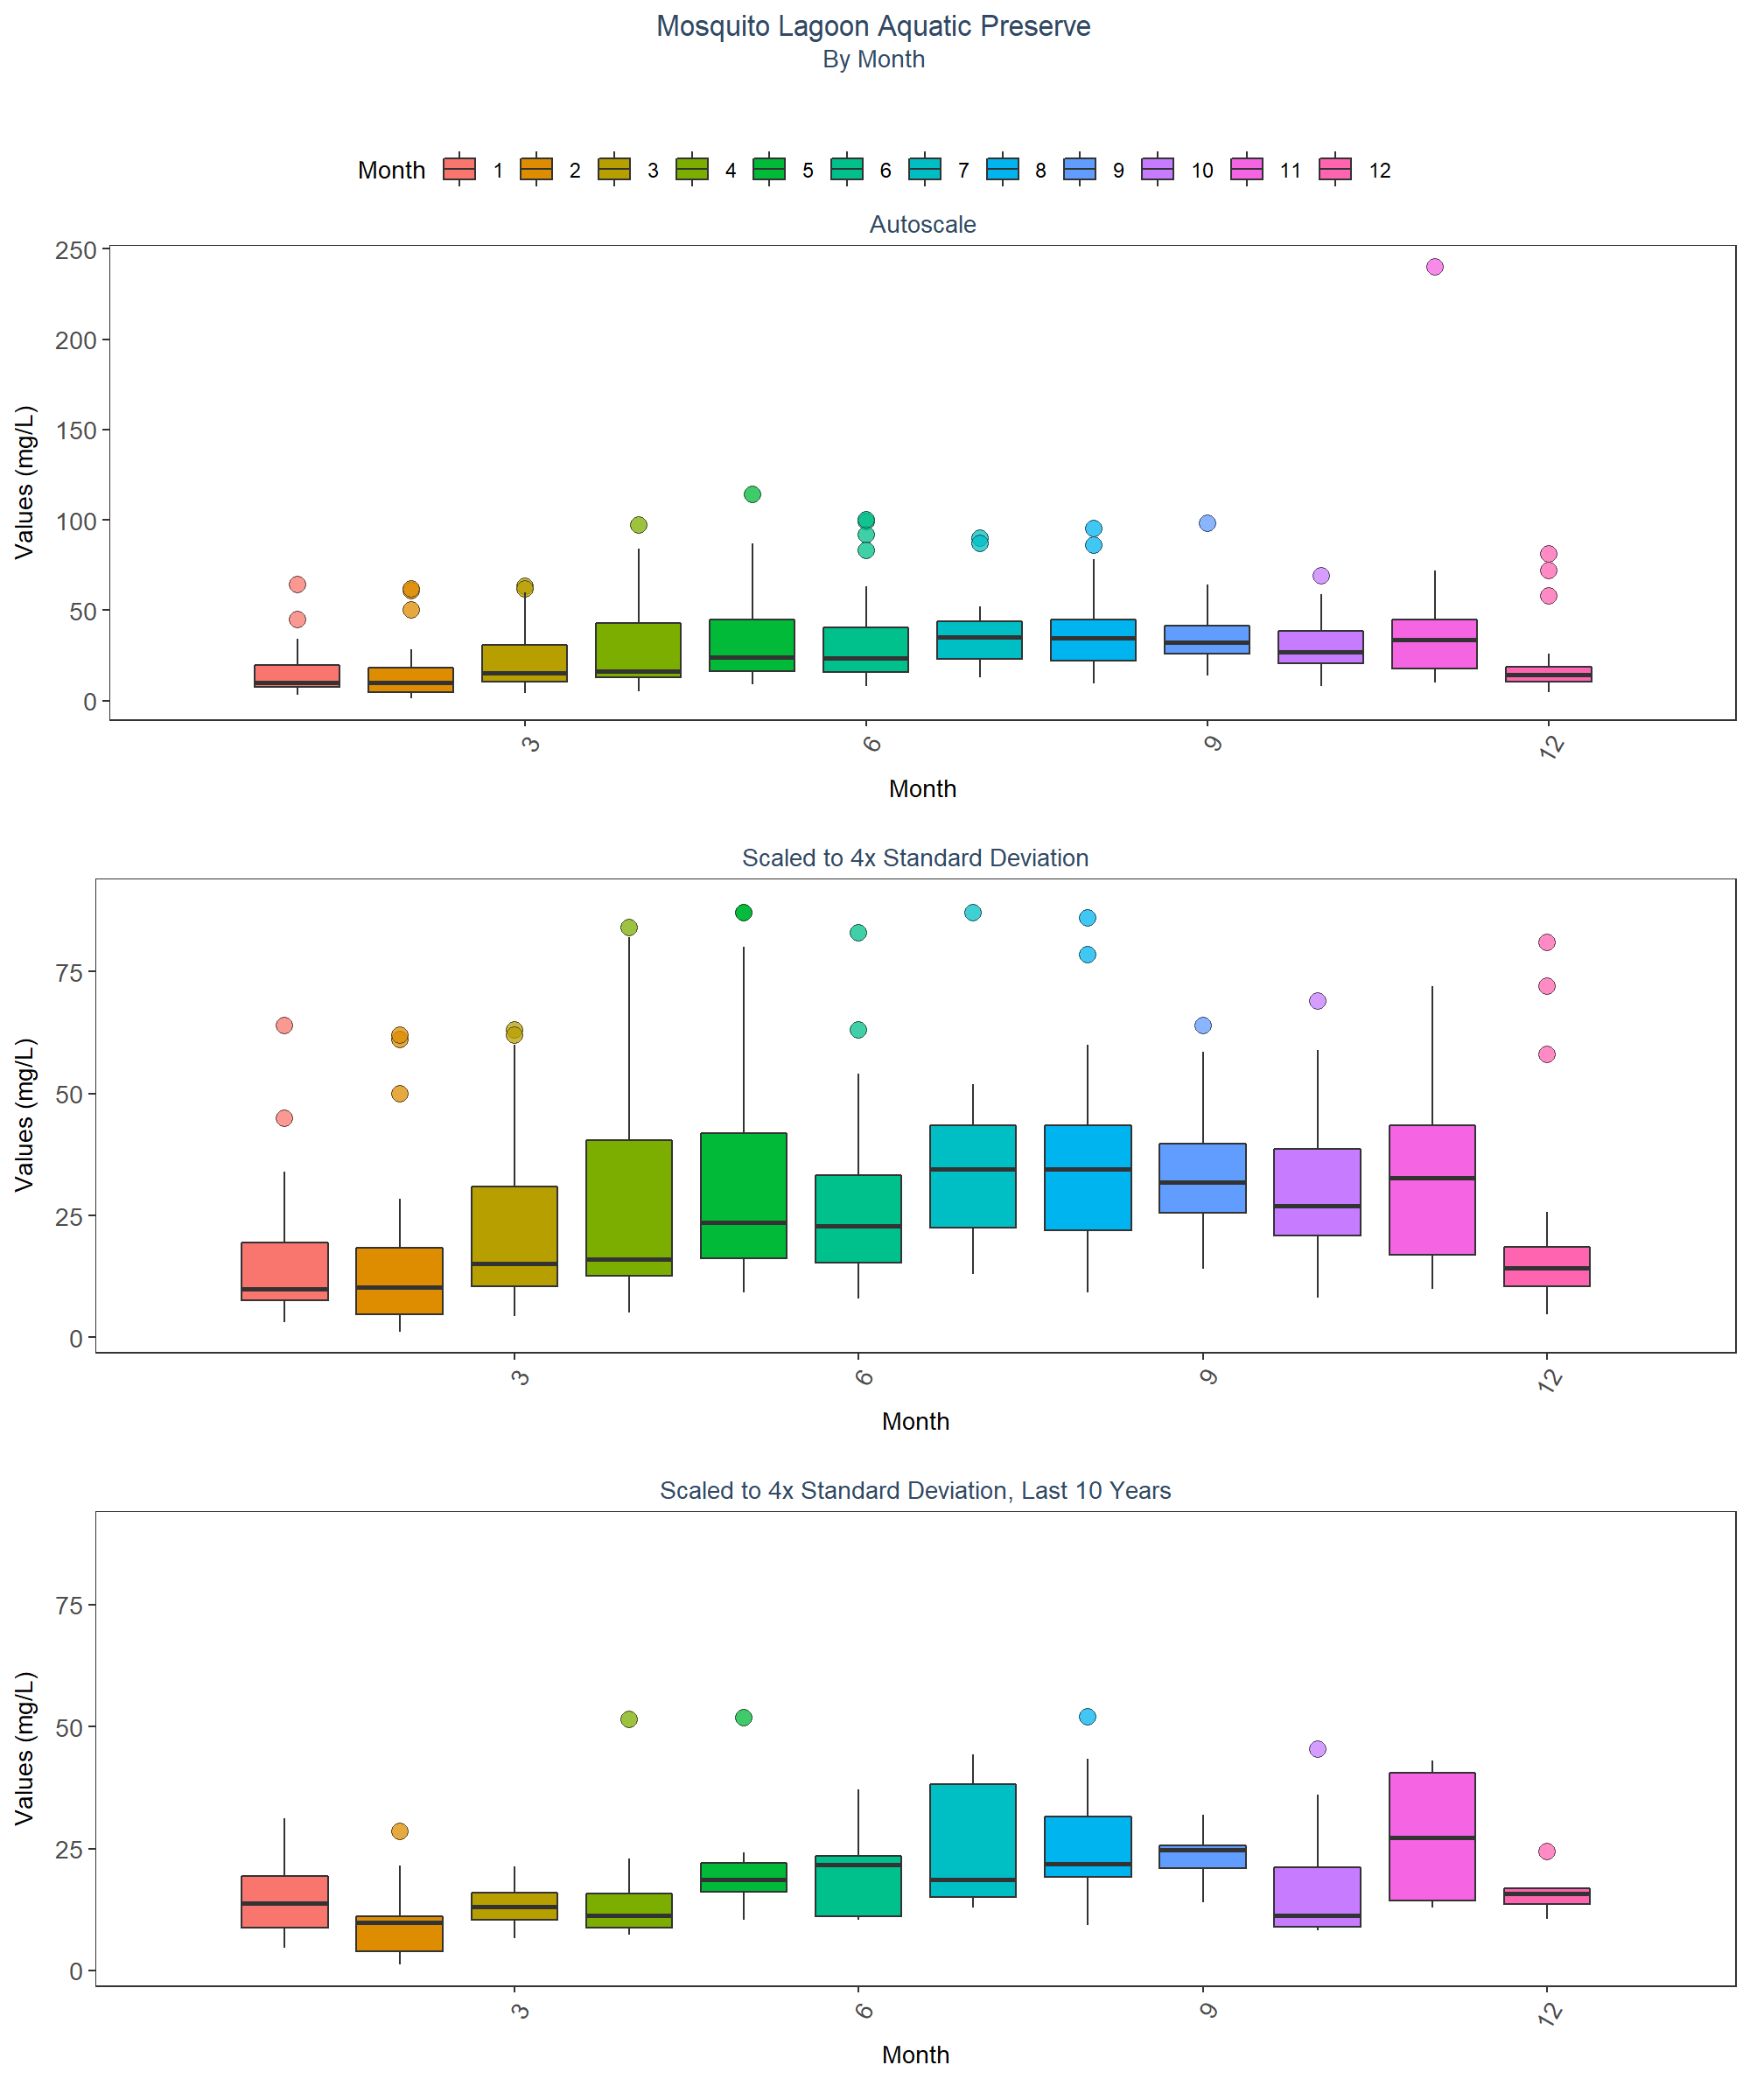 Mosquito Lagoon Aquatic Preserve
By Month
Month 1 2 3 4 5 6 7 8 9 10 11 12
Autoscale
250
200
150
100
50
0
Values (mg/L)
3 6 9 12
Month
Scaled to 4x Standard Deviation
75
50
25
0
Values (mg/L)
3 6 9 12
Month
Scaled to 4x Standard Deviation, Last 10 Years
75
50
25
0
Values (mg/L)
3 6 9 12
Month